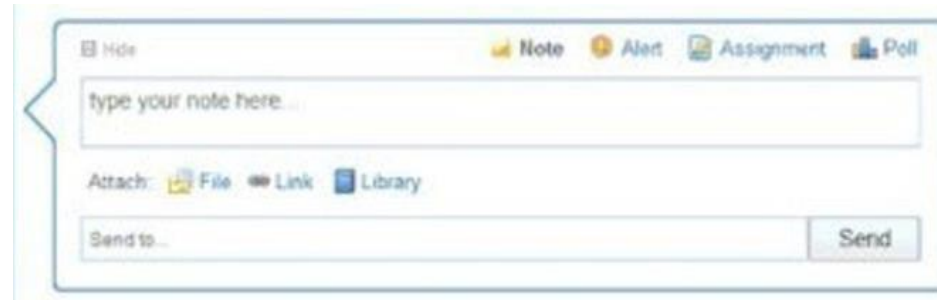 Hide Note Alert Assignment Poll
type your note here...
Attach: File Link Library
Send to... Send